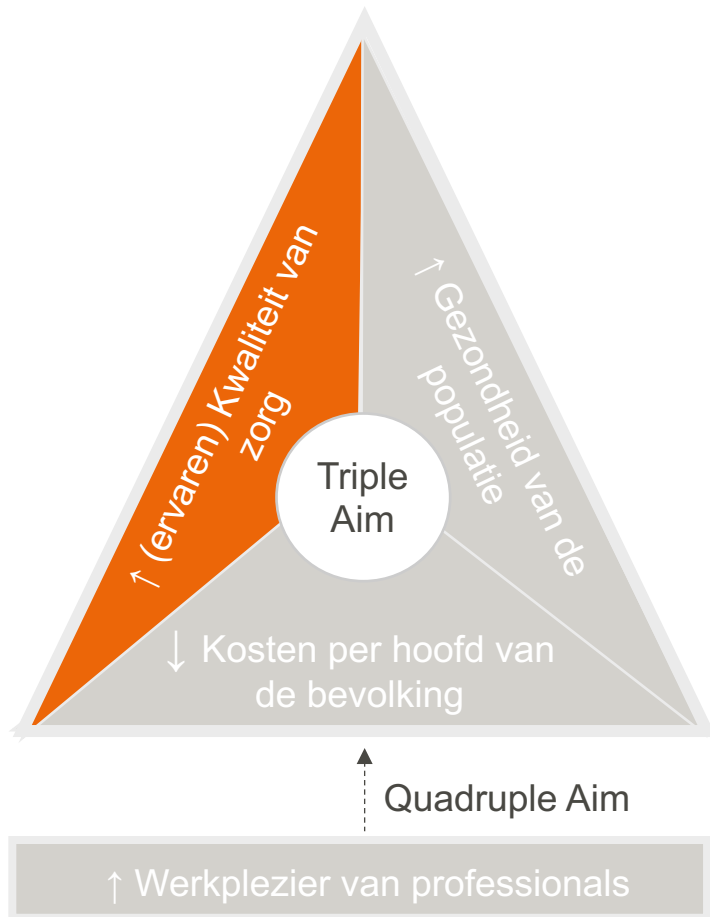 ↑ (ervaren) Kwaliteit van
zorg
↑ Gezondheid van de
populatie
Triple
Aim
↓ Kosten per hoofd van
de bevolking
Quadruple Aim
↑ Werkplezier van professionals